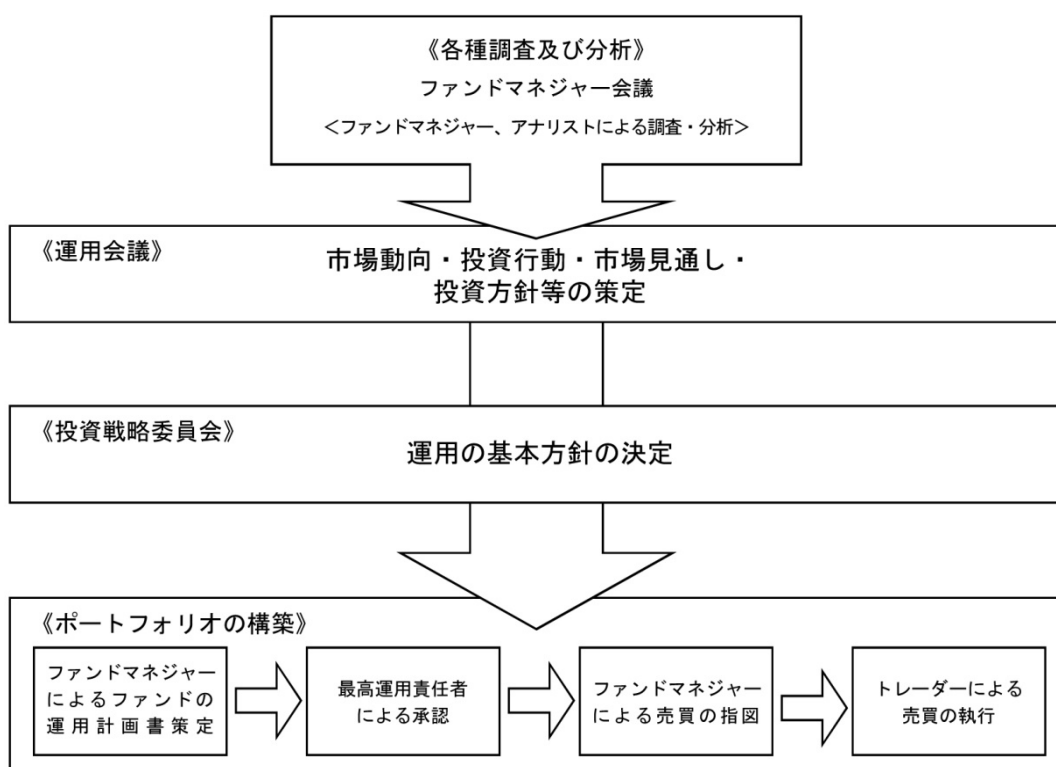 《各種調査及び分析》
ファンドマネジャー会議
＜ファンドマネジャー、アナリストによる調査・分析＞
《運用会議》
市場動向・投資行動・市場見通し・
投資方針等の策定
《投資戦略委員会》
運用の基本方針の決定
《ポートフォリオの構築》
ファンドマネジャー
によるファンドの
運用計画書策定
最高運用責任者
による承認
ファンドマネジャー
による売買の指図
トレーダーによる
売買の執行